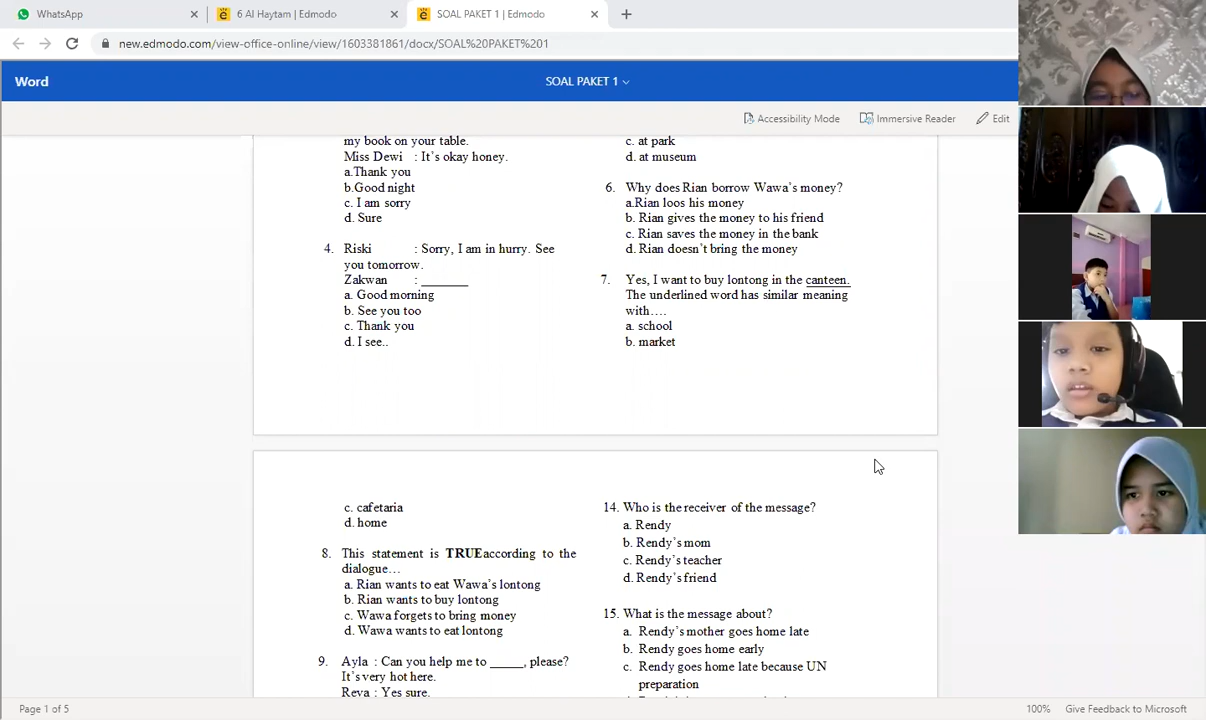 WhatsApp
6 Al Haytam | Edmodo
SOAL PAKET 1 | Edmodo
new.edmodo.com/view-office-online/view/1603381861/docx/SOAL%20PAKET%201
Word
SOAL PAKET 1
Accessibility Mode
Immersive Reader
Edit
my book on your table.
Miss Dewi : It's okay honey.
a.Thank you
b.Good night
c. I am sorry
d. Sure
4. Riski : Sorry, I am in hurry. See
you tomorrow.
Zakwan : _______
a. Good morning
b. See you too
c. Thank you
d. I see..
c. at park
d. at museum
6. Why does Rian borrow Wawa's money?
a.Rian loos his money
b. Rian gives the money to his friend
c. Rian saves the money in the bank
d. Rian doesn't bring the money
7. Yes, I want to buy lontong in the canteen.
The underlined word has similar meaning
with….
a. school
b. market
c. cafetaria
d. home
8. This statement is TRUEaccording to the
dialogue…
a. Rian wants to eat Wawa's lontong
b. Rian wants to buy lontong
c. Wawa forgets to bring money
d. Wawa wants to eat lontong
9. Ayla : Can you help me to _____, please?
It's very hot here.
Reva : Yes sure.
14. Who is the receiver of the message?
a. Rendy
b. Rendy's mom
c. Rendy's teacher
d. Rendy's friend
15. What is the message about?
a. Rendy's mother goes home late
b. Rendy goes home early
c. Rendy goes home late because UN
preparation
Page 1 of 5
100%
Give Feedback to Microsoft